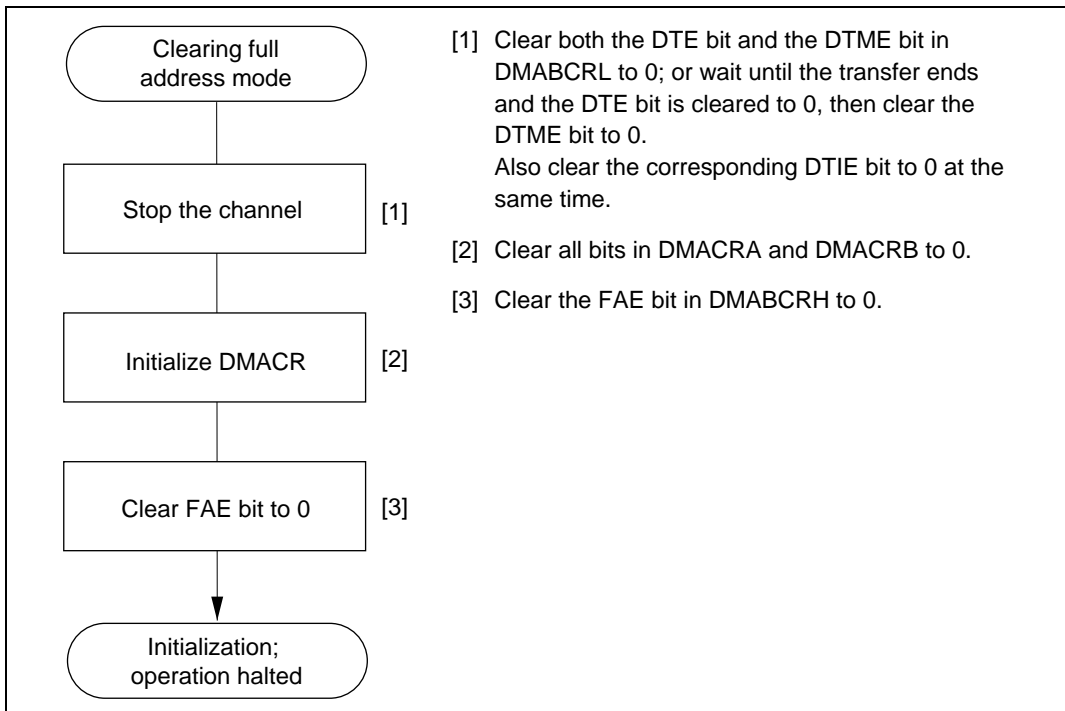 Clearing full
address mode
Stop the channel
[1]
Initialize DMACR
[2]
Clear FAE bit to 0
[3]
Initialization;
operation halted
[1] Clear both the DTE bit and the DTME bit in
DMABCRL to 0; or wait until the transfer ends
and the DTE bit is cleared to 0, then clear the
DTME bit to 0.
Also clear the corresponding DTIE bit to 0 at the
same time.
[2] Clear all bits in DMACRA and DMACRB to 0.
[3] Clear the FAE bit in DMABCRH to 0.